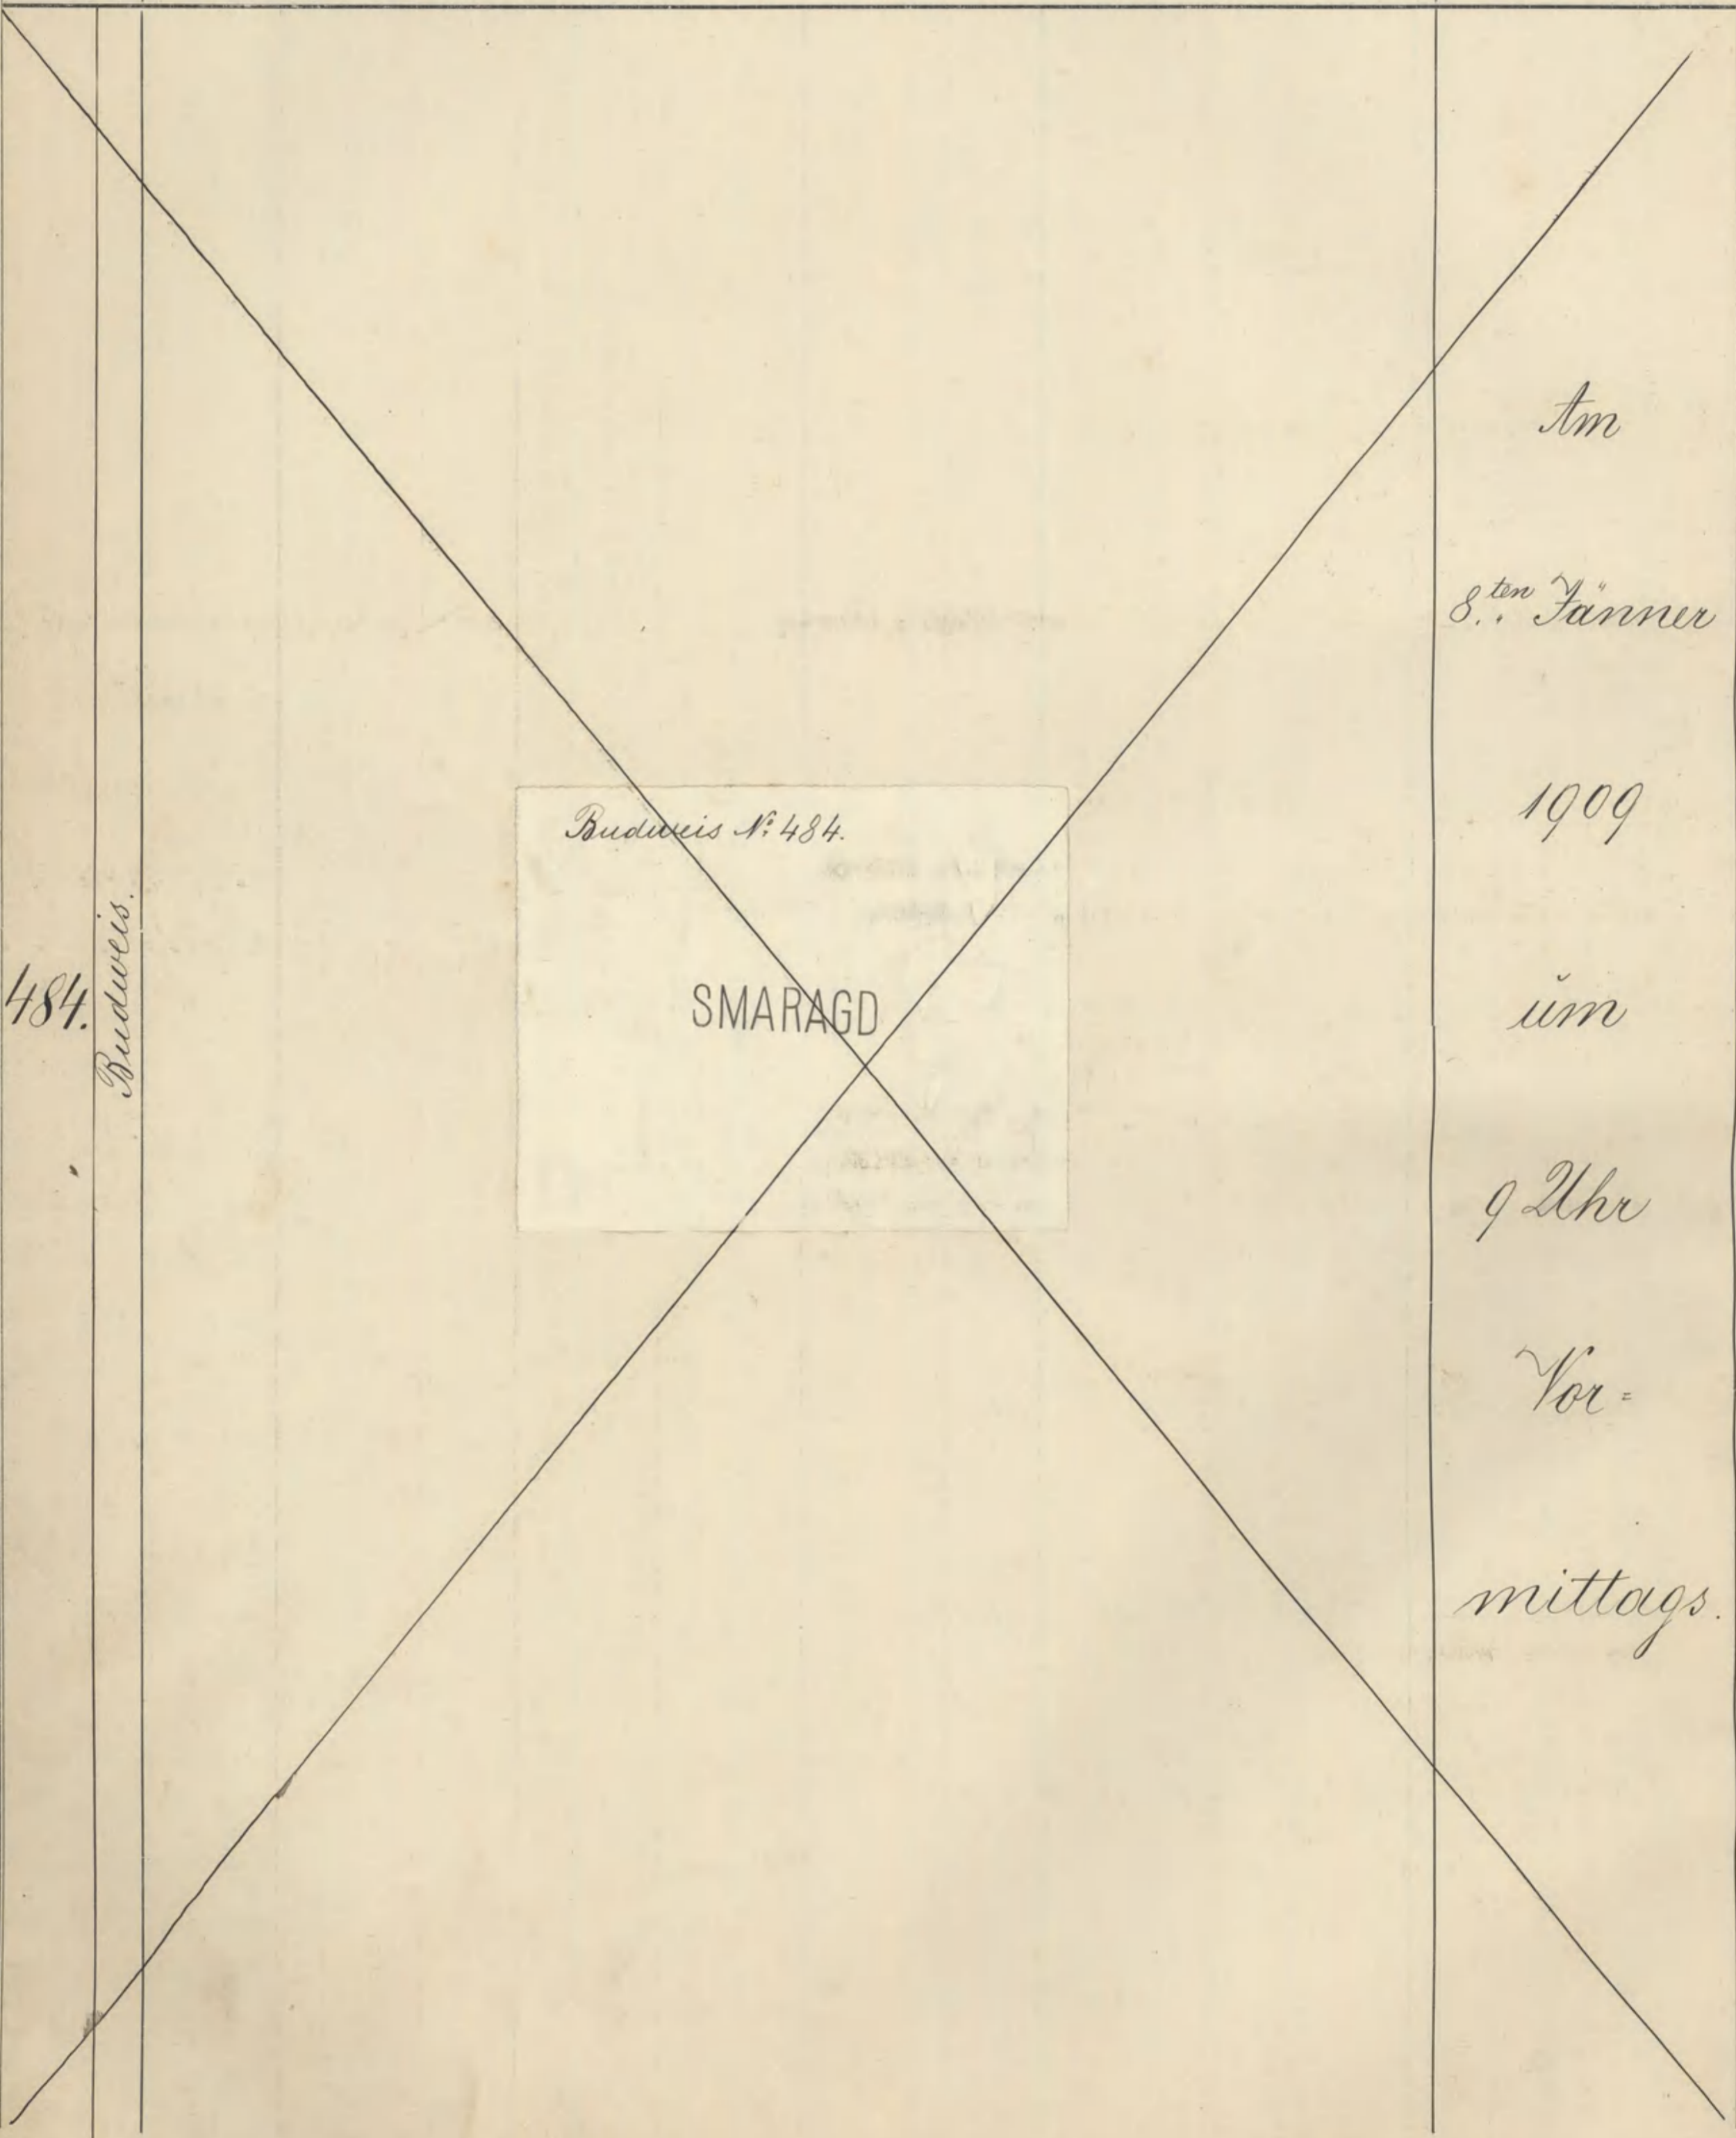 484.
Budweis.
Budweis No: 484.
SMARAGD
Am
8.ten Jänner
1909
um
9 Uhr
Vor=
mittags.